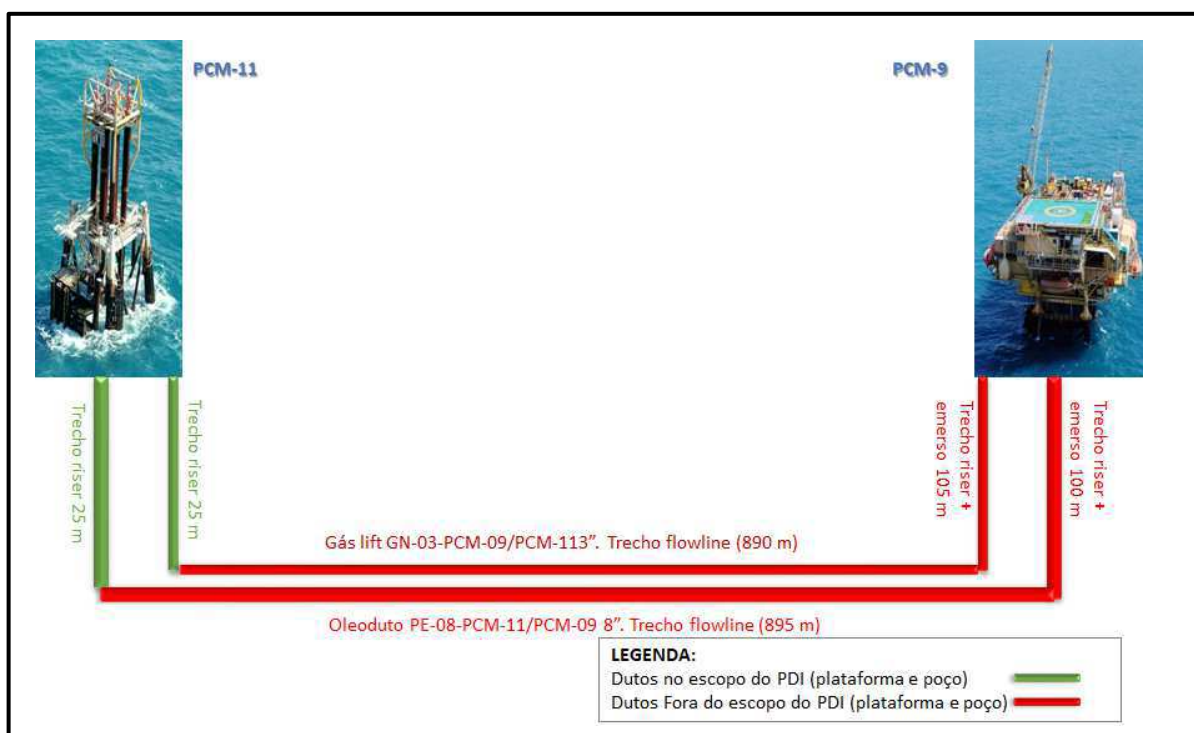 PCM-11
PCM-9
Trecho riser 25 m
Trecho riser 25 m
Trecho riser +
emerso 105 m
Trecho riser +
emerso 100 m
Gás lift GN-03-PCM-09/PCM-113”. Trecho flowline (890 m)
Oleoduto PE-08-PCM-11/PCM-09 8”. Trecho flowline (895 m)
LEGENDA:
Dutos no escopo do PDI (plataforma e poço)
Dutos Fora do escopo do PDI (plataforma e poço)